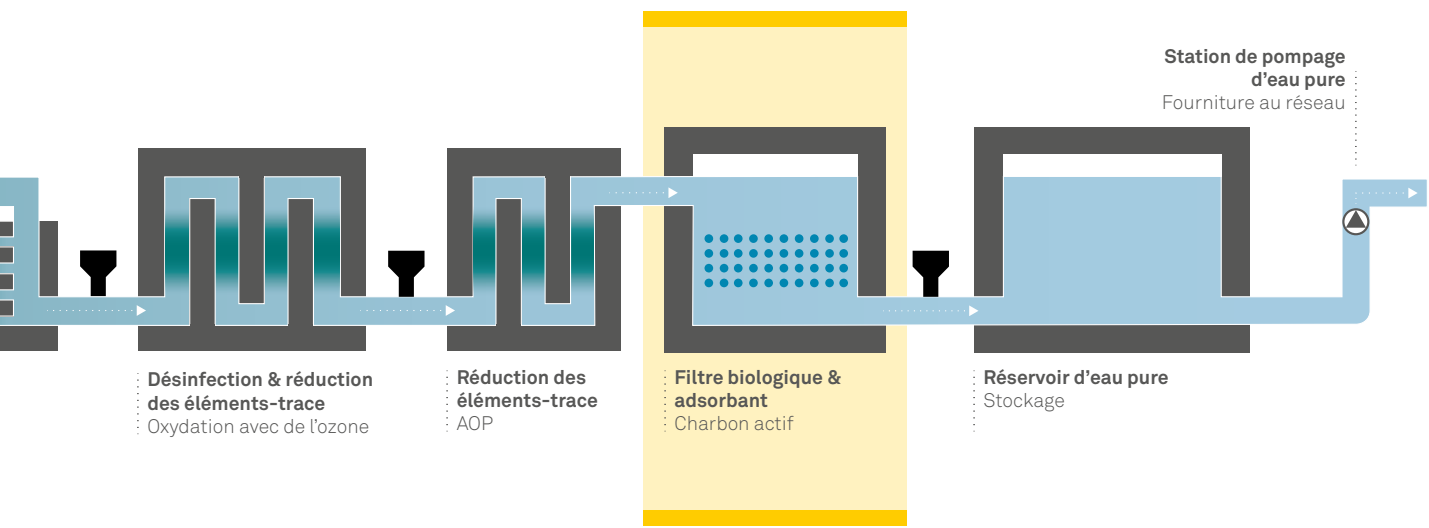 Station de pompage
d’eau pure
Fourniture au réseau
Désinfection & réduction
des éléments-trace
Oxydation avec de l’ozone
Réduction des
éléments-trace
AOP
Filtre biologique &
adsorbant
Charbon actif
Réservoir d’eau pure
Stockage